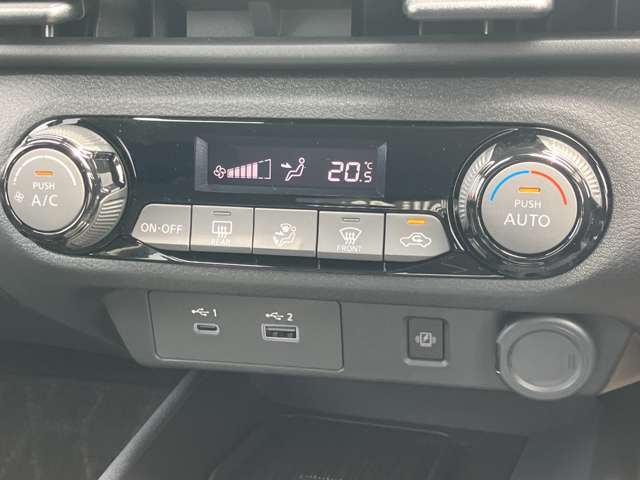 PUSH
A/C
20.5
°C
PUSH
AUTO
ON·OFF
REAR
FRONT
1
2